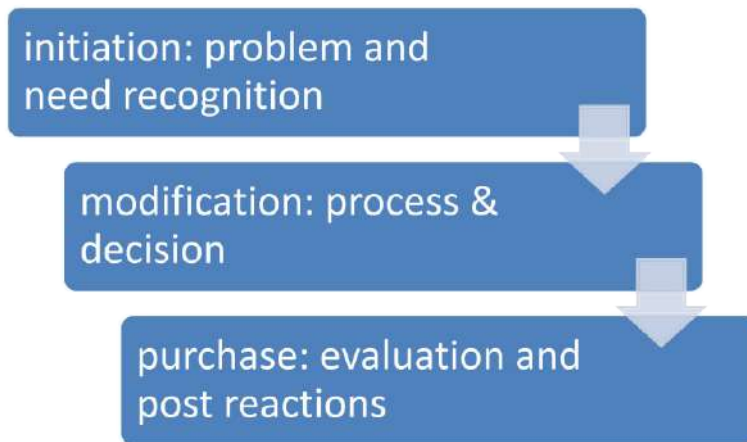 initiation: problem and
need recognition
modification: process &
decision
purchase: evaluation and
post reactions